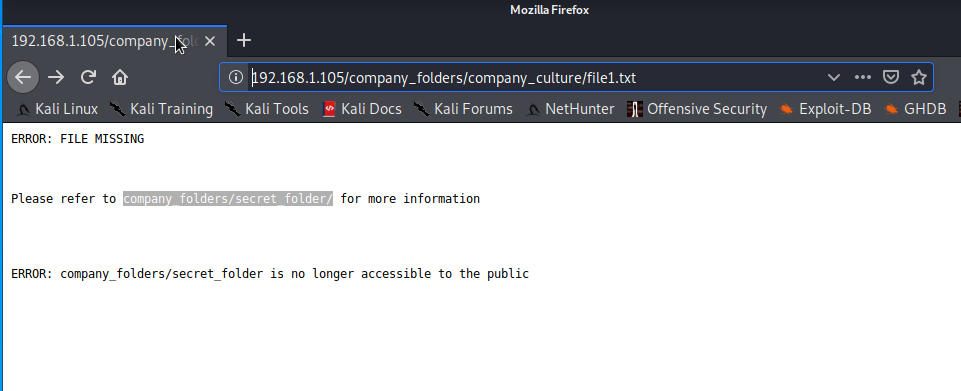 Mozilla Firefox
192.168.1.105/company_fol
192.168.1.105/company_folders/company_culture/file1.txt
Kali Linux Kali Training Kali Tools Kali Docs Kali Forums NetHunter Offensive Security Exploit-DB GHDB
ERROR: FILE MISSING
Please refer to company_folders/secret_folder/ for more information
ERROR: company_folders/secret_folder is no longer accessible to the public